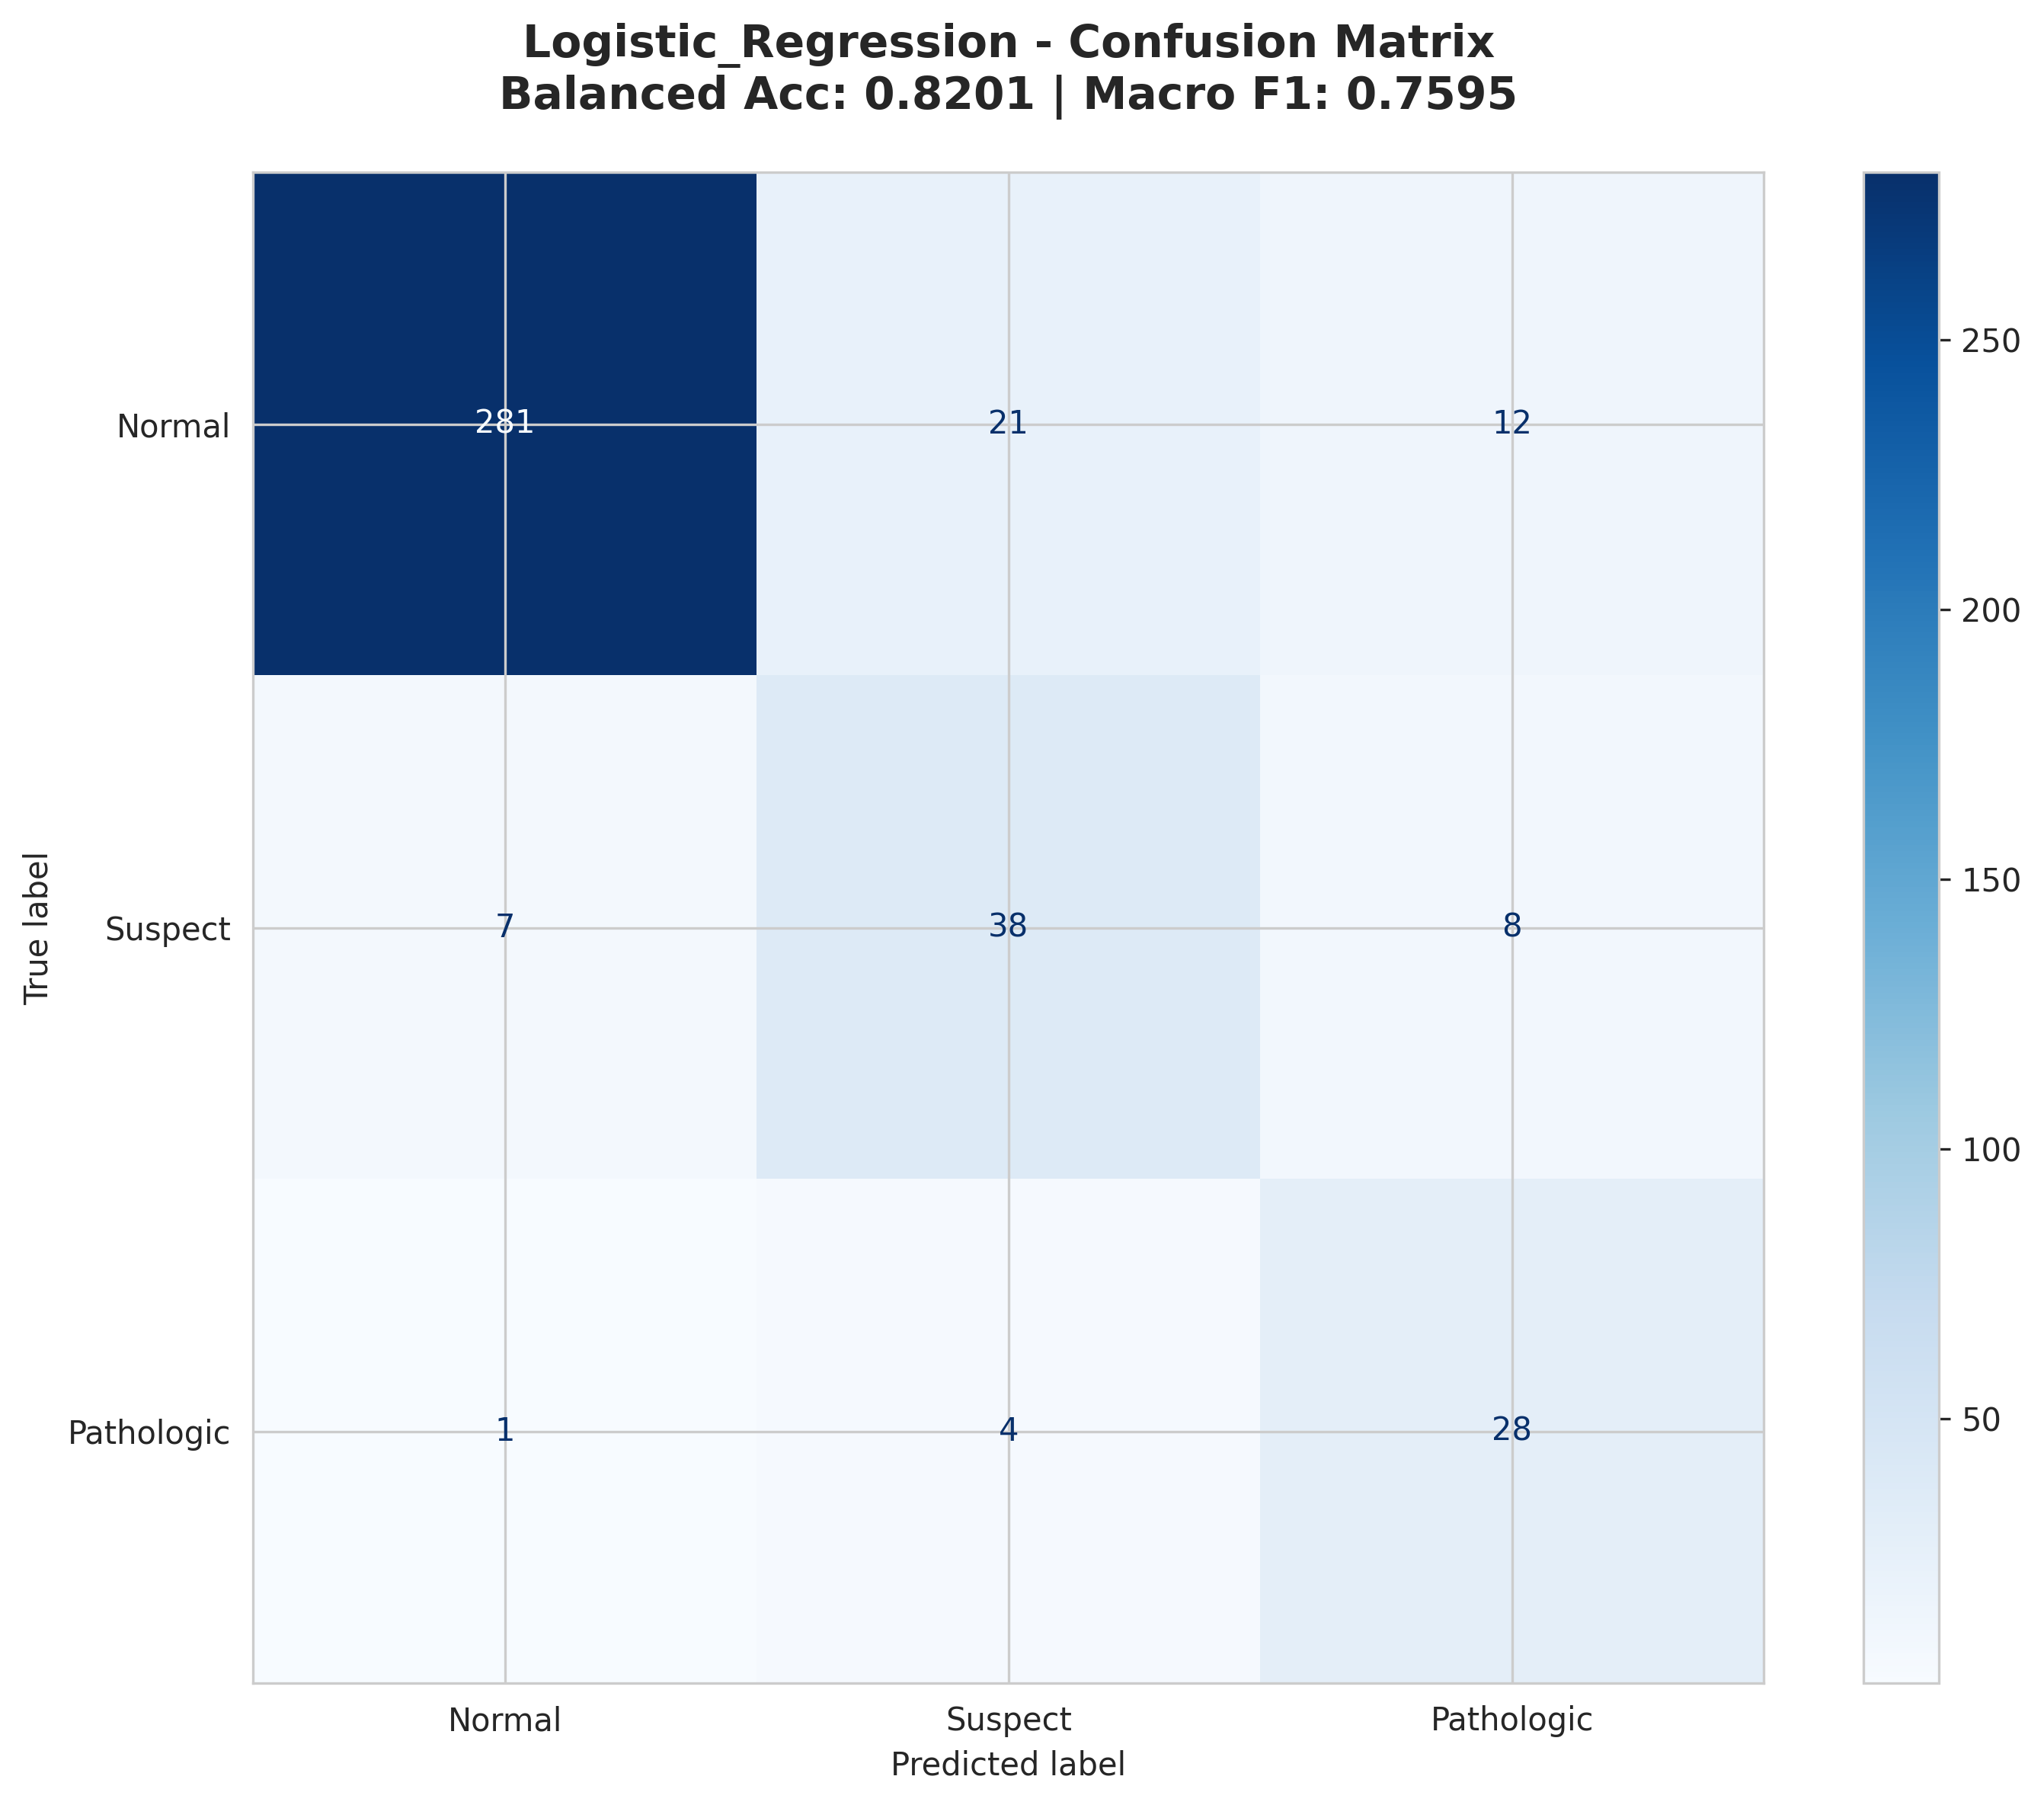 Logistic_Regression - Confusion Matrix
Balanced Acc: 0.8201 | Macro F1: 0.7595
250
Normal 281 21 12
200
150
True label
Suspect 7 38 8
100
50
Pathologic 1 4 28
Normal Suspect Pathologic
Predicted label